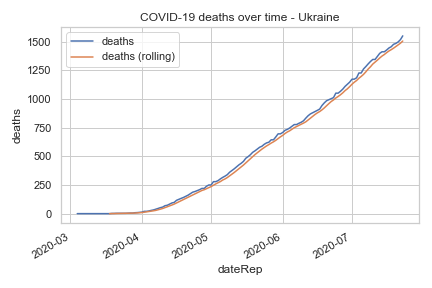 COVID-19 deaths over time - Ukraine
deaths
deaths (rolling)
1500
1250
1000
750
500
250
0
deaths
2020-03
2020-04
2020-05
2020-06
2020-07
dateRep